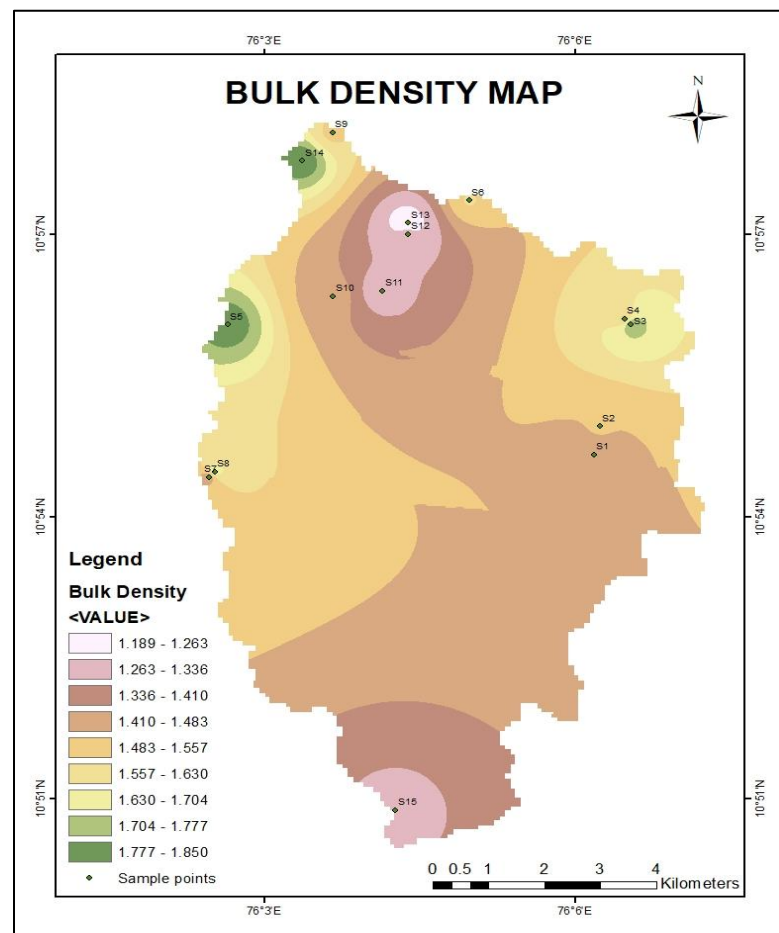 76°3'E 76°6'E
BULK DENSITY MAP
N
S9
S14
S6
S13
S12
10°57'N 10°57'N
S11
S10
S4
S3
S5
S2
S1
S8
S7
10°54'N 10°54'N
Legend
Bulk Density
<VALUE>
1.189 - 1.263
1.263 - 1.336
1.336 - 1.410
1.410 - 1.483
1.483 - 1.557
1.557 - 1.630
1.630 - 1.704
1.704 - 1.777
1.777 - 1.850
Sample points
10°51'N 10°51'N
S15
0 0.5 1 2 3 4
Kilometers
76°3'E 76°6'E